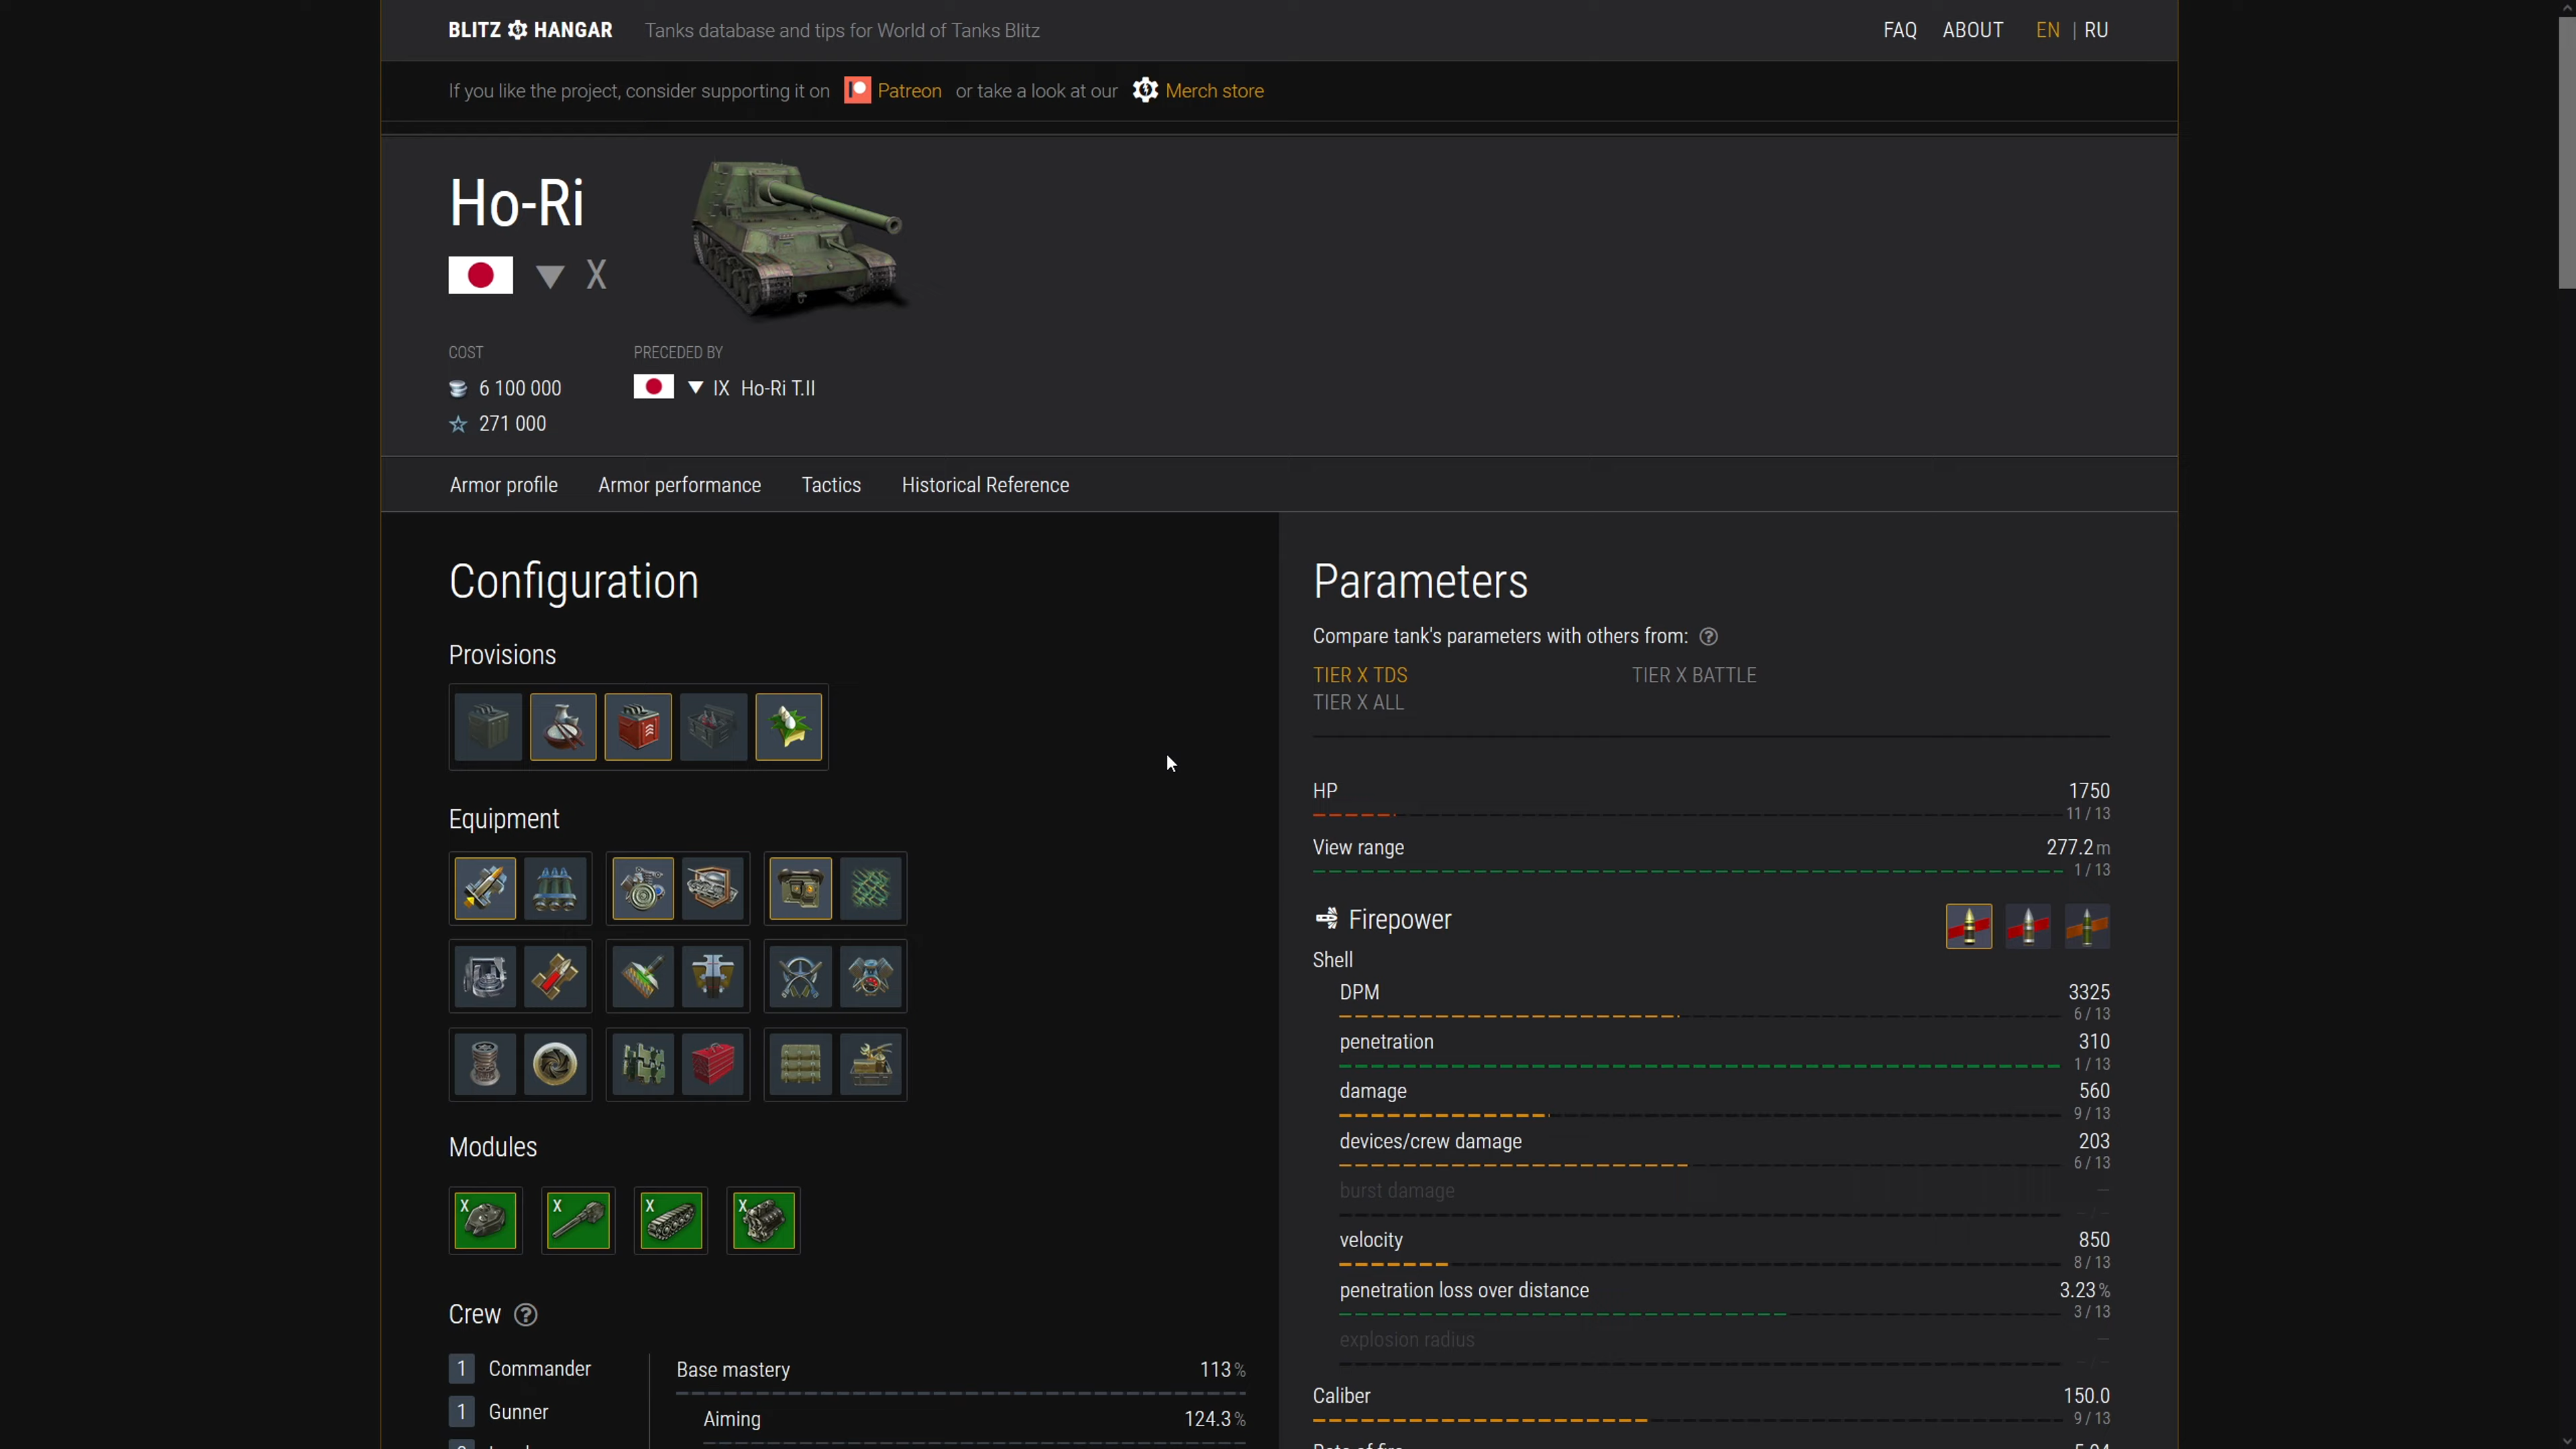 BLITZ HANGAR Tanks database and tips for World of Tanks Blitz FAQ ABOUT EN | RU
If you like the project, consider supporting it on Patreon or take a look at our Merch store
Ho-Ri
X
COST PRECEDED BY
6 100 000 IX Ho-Ri T.II
271 000
Armor profile Armor performance Tactics Historical Reference
Configuration
Provisions
Equipment
Modules
X X X X
Crew ?
1 Commander
1 Gunner
Base mastery 113 %
Aiming 124.3 %
Parameters
Compare tank's parameters with others from: ?
TIER X TDS TIER X BATTLE
TIER X ALL
HP 1750
11 / 13
View range 277.2 m
1 / 13
Firepower
Shell
DPM 3325
6 / 13
penetration 310
1 / 13
damage 560
9 / 13
devices/crew damage 203
6 / 13
burst damage —
– / –
velocity 850
8 / 13
penetration loss over distance 3.23 %
3 / 13
explosion radius —
– / –
Caliber 150.0
9 / 13